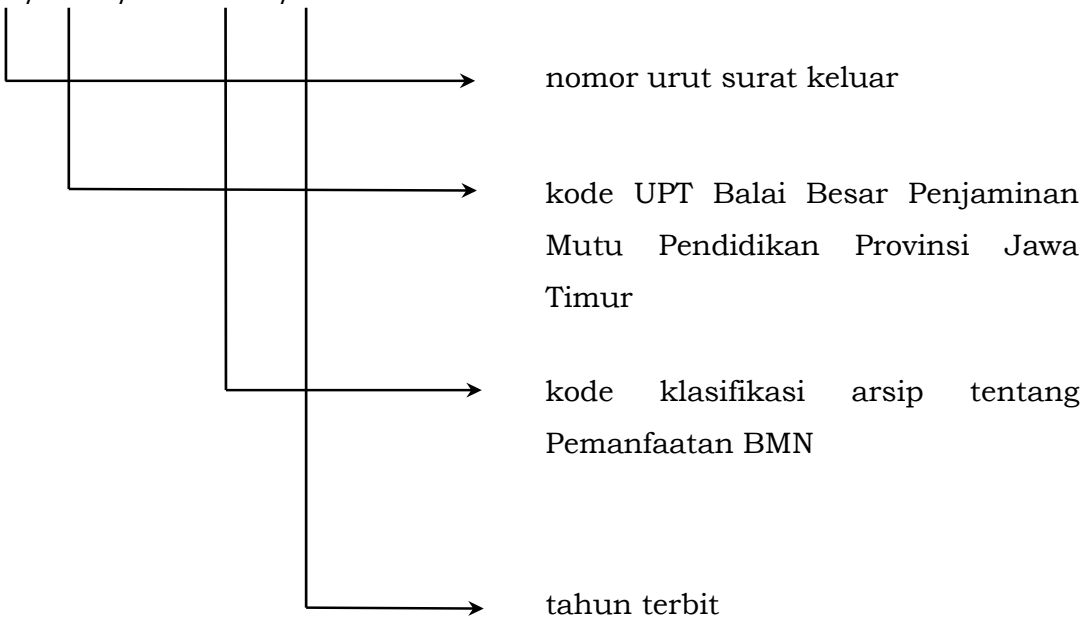 nomor urut surat keluar
kode UPT Balai Besar Penjaminan
Mutu Pendidikan Provinsi Jawa
Timur
kode klasifikasi arsip tentang
Pemanfaatan BMN
tahun terbit